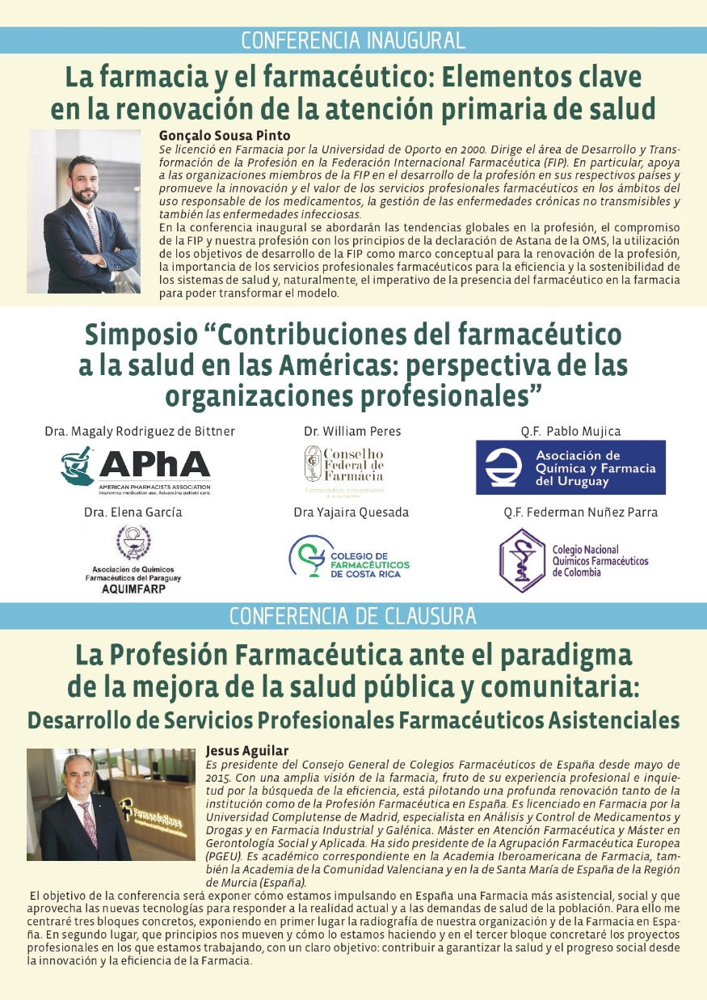 CONFERENCIA INAUGURAL
La farmacia y el farmacéutico: Elementos clave
en la renovación de la atención primaria de salud
Gonçalo Sousa Pinto
Se licenció en Farmacia por la Universidad de Oporto en 2000. Dirige el área de Desarrollo y Trans-
formación de la Profesión en la Federación Internacional Farmacéutica (FIP). En particular, apoya
a las organizaciones miembros de la FIP en el desarrollo de la profesión en sus respectivos países y
promueve la innovación y el valor de los servicios profesionales farmacéuticos en los ámbitos del
uso responsable de los medicamentos, la gestión de las enfermedades crónicas no transmisibles y
también las enfermedades infecciosas.
En la conferencia inaugural se abordarán las tendencias globales en la profesión, el compromiso
de la FIP y nuestra profesión con los principios de la declaración de Astana de la OMS, la utilización
de los objetivos de desarrollo de la FIP como marco conceptual para la renovación de la profesión,
la importancia de los servicios profesionales farmacéuticos para la eficiencia y la sostenibilidad de
los sistemas de salud y, naturalmente, el imperativo de la presencia del farmacéutico en la farmacia
para poder transformar el modelo.
Simposio “Contribuciones del farmacéutico
a la salud en las Américas: perspectiva de las
organizaciones profesionales”
Dra. Magaly Rodriguez de Bittner
APhA
AMERICAN PHARMACISTS ASSOCIATION
Improving medication use. Advancing patient care.
Dr. William Peres
Conselho
Federal de
Farmácia
Farmacêutico, indispensável
Q.F. Pablo Mujica
Asociación de
Química y Farmacia
del Uruguay
Dra. Elena García
Asociación de Químicos
Farmacéuticos del Paraguay
AQUIMFARP
Dra Yajaira Quesada
COLEGIO DE
FARMACÉUTICOS
DE COSTA RICA
Q.F. Federman Nuñez Parra
Colegio Nacional
Químicos Farmacéuticos
de Colombia
CONFERENCIA DE CLAUSURA
La Profesión Farmacéutica ante el paradigma
de la mejora de la salud pública y comunitaria:
Desarrollo de Servicios Profesionales Farmacéuticos Asistenciales
Farmacéuticos
Jesus Aguilar
Es presidente del Consejo General de Colegios Farmacéuticos de España desde mayo de
2015. Con una amplia visión de la farmacia, fruto de su experiencia profesional e inquie-
tud por la búsqueda de la eficiencia, está pilotando una profunda renovación tanto de la
institución como de la Profesión Farmacéutica en España. Es licenciado en Farmacia por la
Universidad Complutense de Madrid, especialista en Análisis y Control de Medicamentos y
Drogas y en Farmacia Industrial y Galénica. Máster en Atención Farmacéutica y Máster en
Gerontología Social y Aplicada. Ha sido presidente de la Agrupación Farmacéutica Europea
(PGEU). Es académico correspondiente en la Academia Iberoamericana de Farmacia, tam-
bién la Academia de la Comunidad Valenciana y en la de Santa María de España de la Región
de Murcia (España).
El objetivo de la conferencia será exponer cómo estamos impulsando en España una Farmacia más asistencial, social y que
aprovecha las nuevas tecnologías para responder a la realidad actual y a las demandas de salud de la población. Para ello me
centraré tres bloques concretos, exponiendo en primer lugar la radiografía de nuestra organización y de la Farmacia en Espa-
ña. En segundo lugar, que principios nos mueven y cómo lo estamos haciendo y en el tercer bloque concretaré los proyectos
profesionales en los que estamos trabajando, con un claro objetivo: contribuir a garantizar la salud y el progreso social desde
la innovación y la eficiencia de la Farmacia.